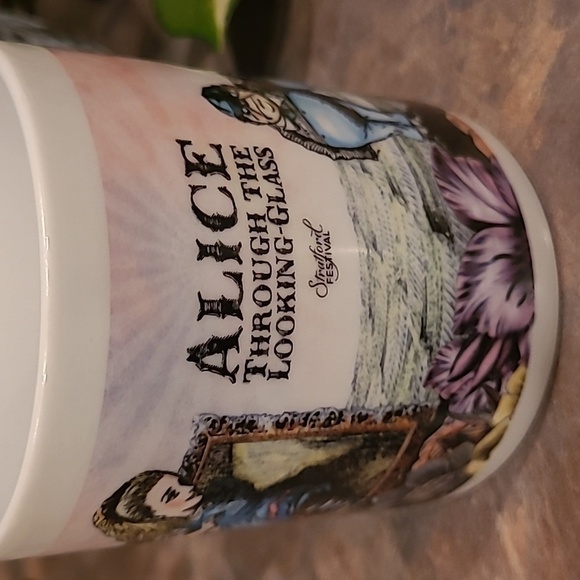 ALICE
THROUGH THE
LOOKING-GLASS
Stratford
FESTIVAL